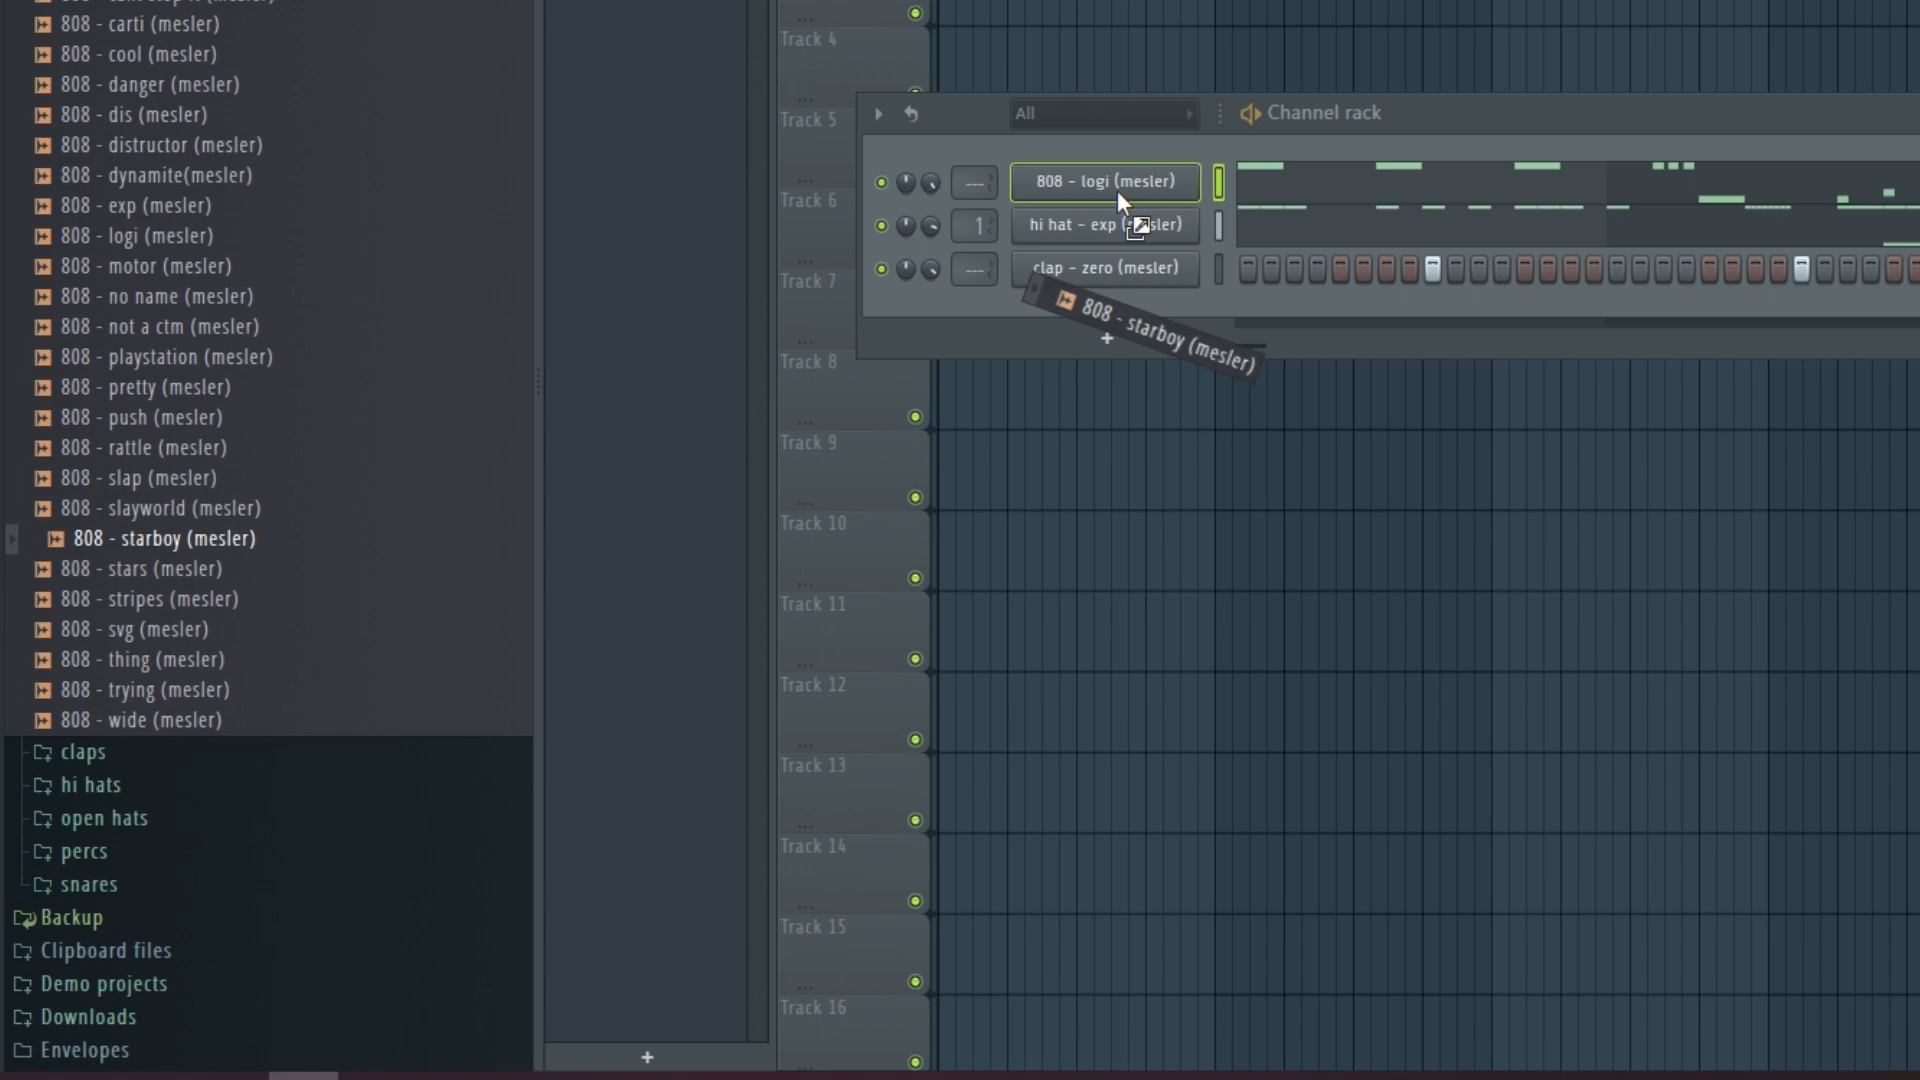 808 - carti (mesler)
808 - cool (mesler)
808 - danger (mesler)
808 - dis (mesler)
808 - distructor (mesler)
808 - dynamite(mesler)
808 - exp (mesler)
808 - logi (mesler)
808 - motor (mesler)
808 - no name (mesler)
808 - not a ctm (mesler)
808 - playstation (mesler)
808 - pretty (mesler)
808 - push (mesler)
808 - rattle (mesler)
808 - slap (mesler)
808 - slayworld (mesler)
808 - starboy (mesler)
808 - stars (mesler)
808 - stripes (mesler)
808 - svg (mesler)
808 - thing (mesler)
808 - trying (mesler)
808 - wide (mesler)
claps
hi hats
open hats
percs
snares
Backup
Clipboard files
Demo projects
Downloads
Envelopes
Track 4
Track 5
Track 6
Track 7
Track 8
Track 9
Track 10
Track 11
Track 12
Track 13
Track 14
Track 15
Track 16
All
Channel rack
--- 808 - logi (mesler)
1 hi hat - exp
--- clap - zero (mesler)
808 - starboy (mesler)